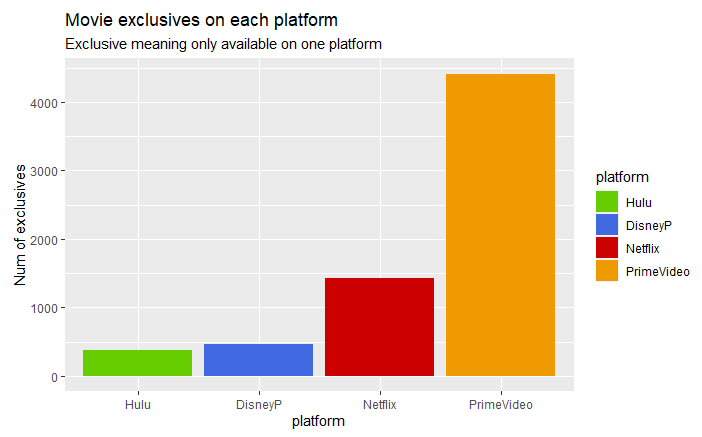 Movie exclusives on each platform
Exclusive meaning only available on one platform
Num of exclusives
4000
3000
2000
1000
0
Hulu DisneyP Netflix PrimeVideo
platform
platform
Hulu
DisneyP
Netflix
PrimeVideo